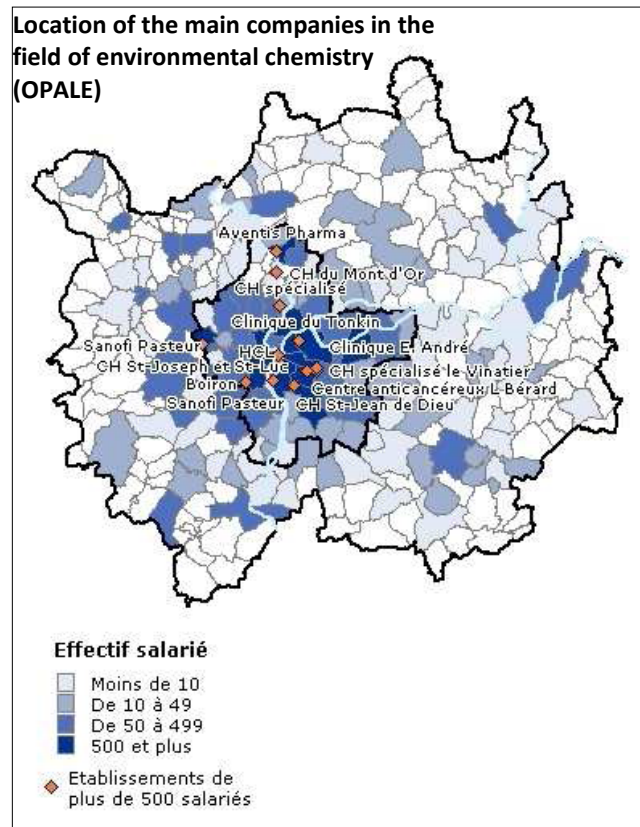 Location of the main companies in the
field of environmental chemistry
(OPALE)
Aventis Pharma
CH du Mont d'Or
CH spécialisé
Clinique du Tonkin
Sanofi Pasteur
HCL
Clinique E. André
CH St-Joseph et St-Luc
CH spécialisé le Vinatier
Boiron
Centre anticancéreux L Bérard
Sanofi Pasteur
CH St-Jean de Dieu
Effectif salarié
Moins de 10
De 10 à 49
De 50 à 499
500 et plus
Etablissements de
plus de 500 salariés